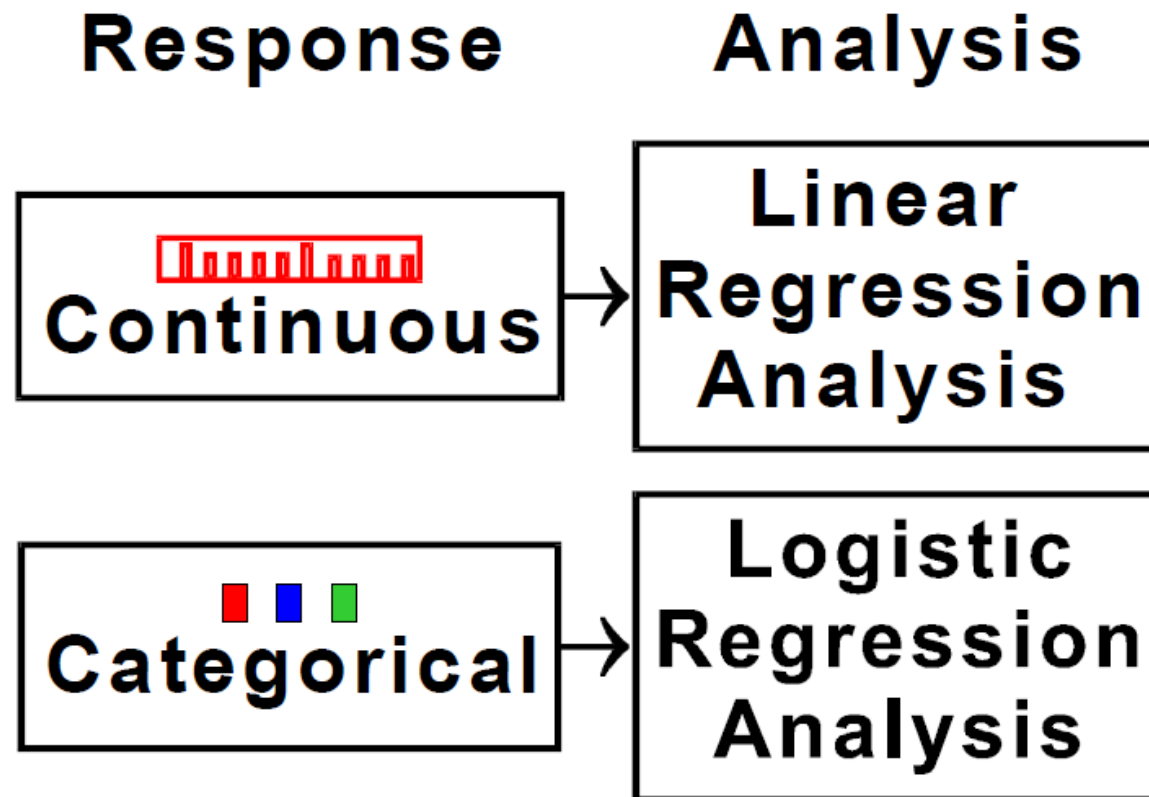 Response Analysis
Continuous
Linear
Regression
Analysis
Categorical
Logistic
Regression
Analysis